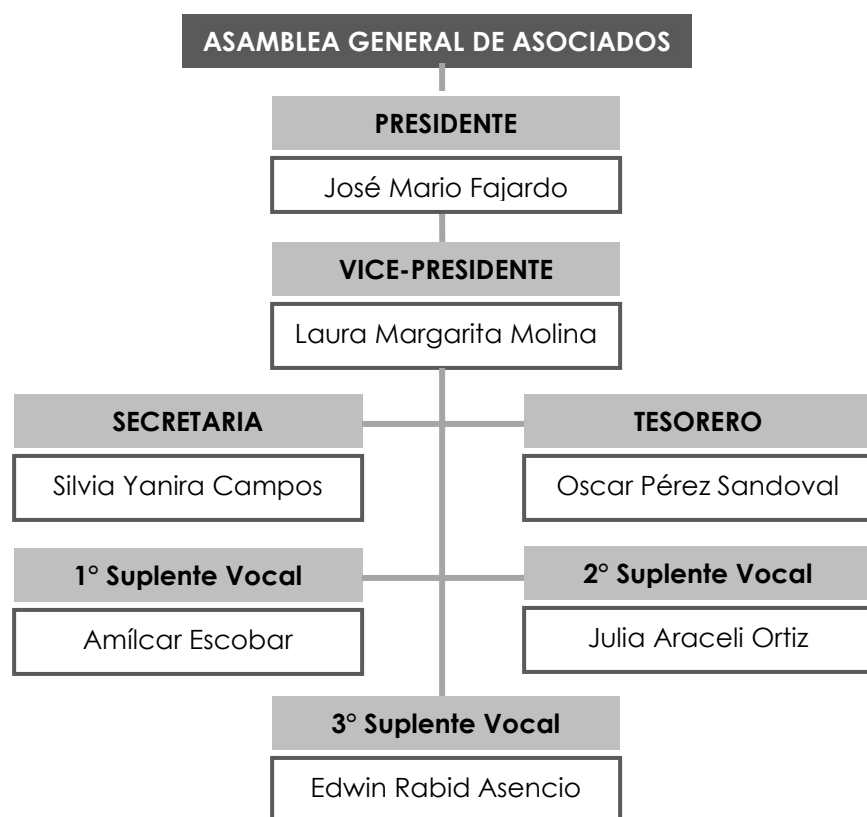 ASAMBLEA GENERAL DE ASOCIADOS
PRESIDENTE
José Mario Fajardo
VICE-PRESIDENTE
Laura Margarita Molina
SECRETARIA
Silvia Yanira Campos
TESORERO
Oscar Pérez Sandoval
1° Suplente Vocal
Amílcar Escobar
2° Suplente Vocal
Julia Araceli Ortiz
3° Suplente Vocal
Edwin Rabid Asencio